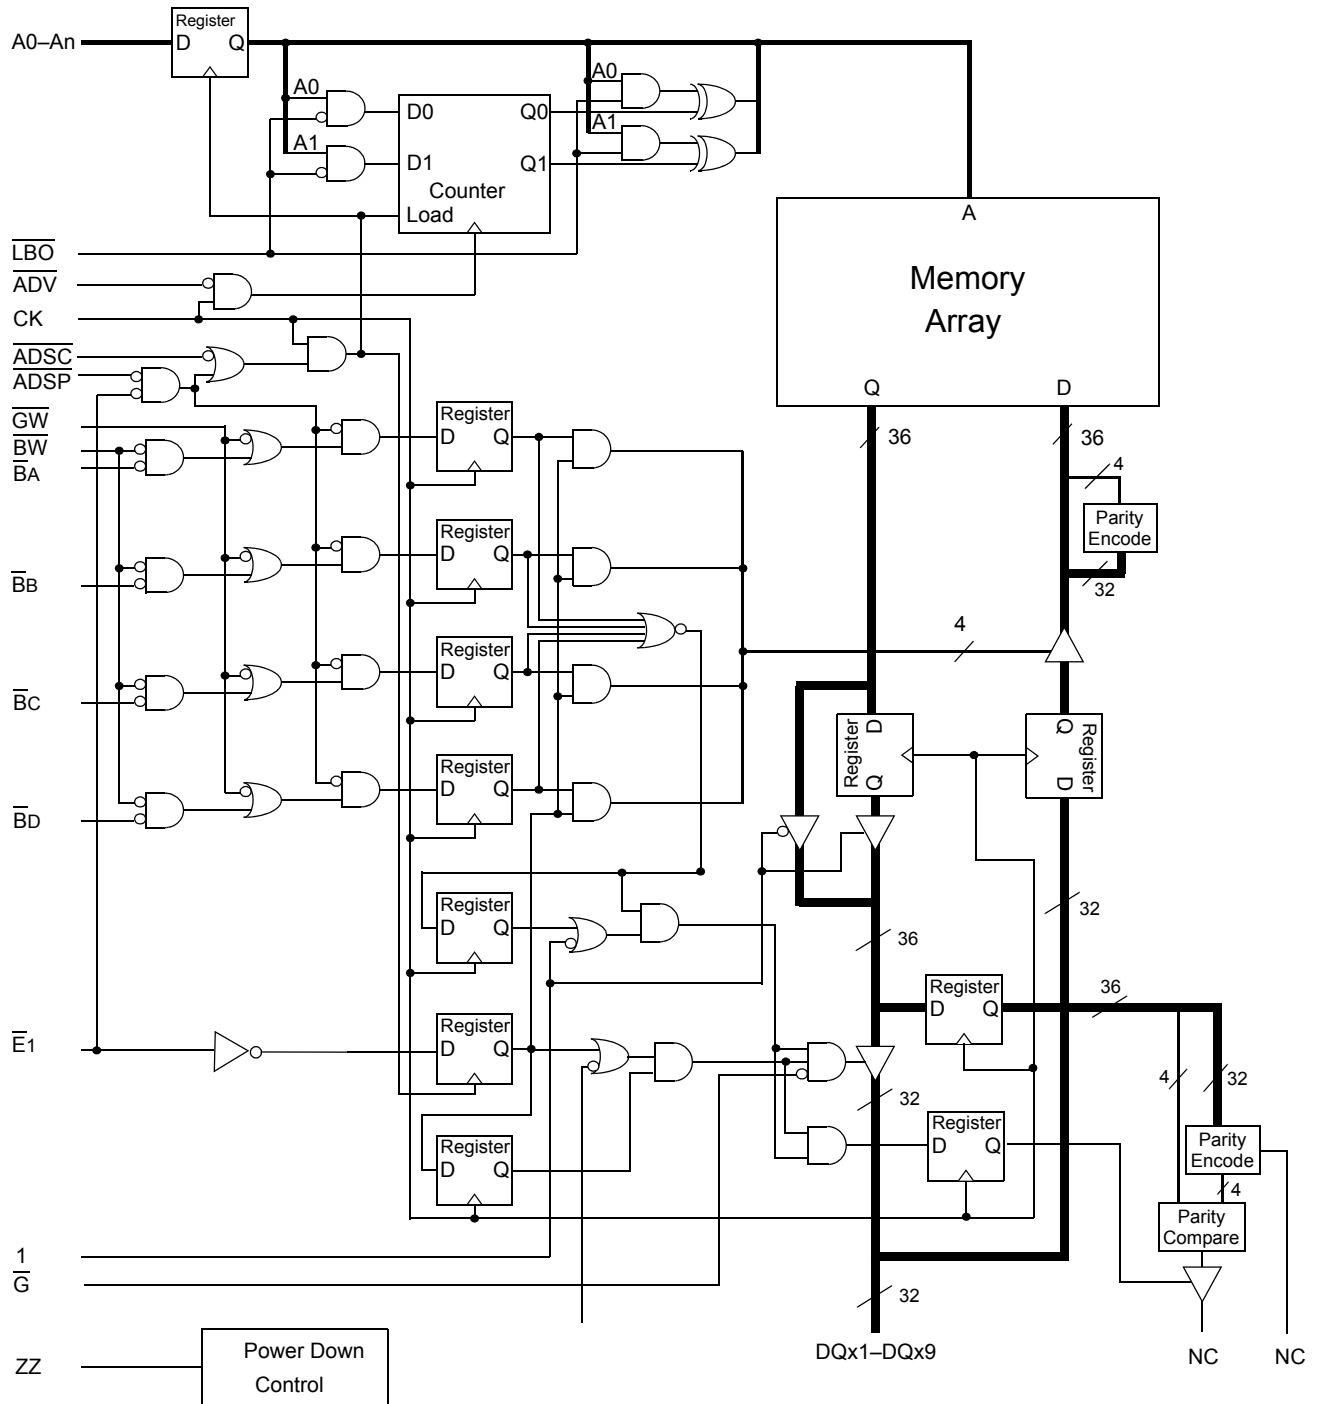 Register
A0–An
D Q
A0
A0
D0 Q0
A1
A1
D1 Q1
Counter
Load
A
LBO
ADV
Memory
Array
CK
ADSC
ADSP
Q D
GW
BW
BA
Register
D Q
36 36
4
Parity
Encode
32
Register
D Q
BB
4
Register
D Q
BC
Register
D
Q
Register
Q
D
Register
D Q
BD
Register
D Q
32
36
Register
D Q
36
E1
Register
D Q
4 32
32
Register
D Q
Register
D Q
Parity
Encode
4
Parity
Compare
1
G
32
ZZ
Power Down
Control
DQx1–DQx9
NC NC